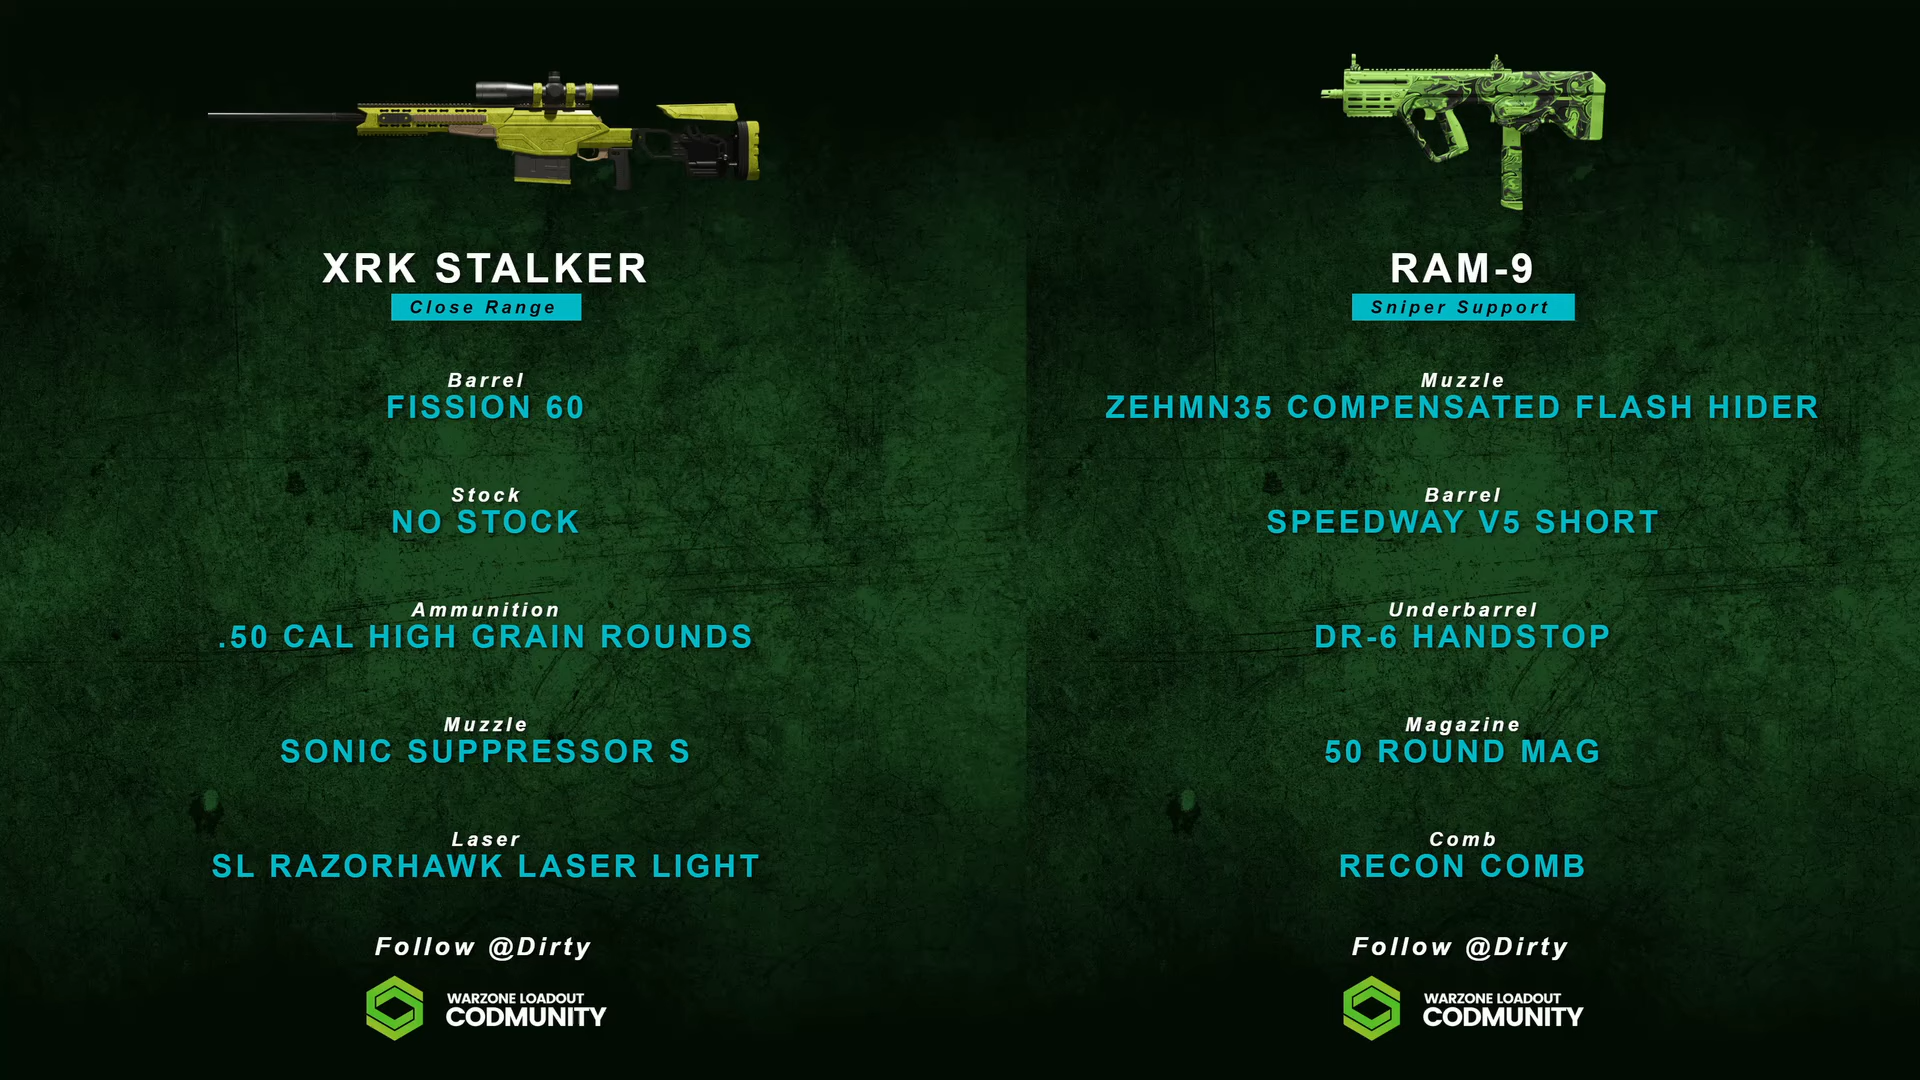 XRK STALKER
Close Range
Barrel
FISSION 60
Stock
NO STOCK
Ammunition
.50 CAL HIGH GRAIN ROUNDS
Muzzle
SONIC SUPPRESSOR S
Laser
SL RAZORHAWK LASER LIGHT
Follow @Dirty
WARZONE LOADOUT
CODMUNITY
RAM-9
Sniper Support
Muzzle
ZEHMN35 COMPENSATED FLASH HIDER
Barrel
SPEEDWAY V5 SHORT
Underbarrel
DR-6 HANDSTOP
Magazine
50 ROUND MAG
Comb
RECON COMB
Follow @Dirty
WARZONE LOADOUT
CODMUNITY